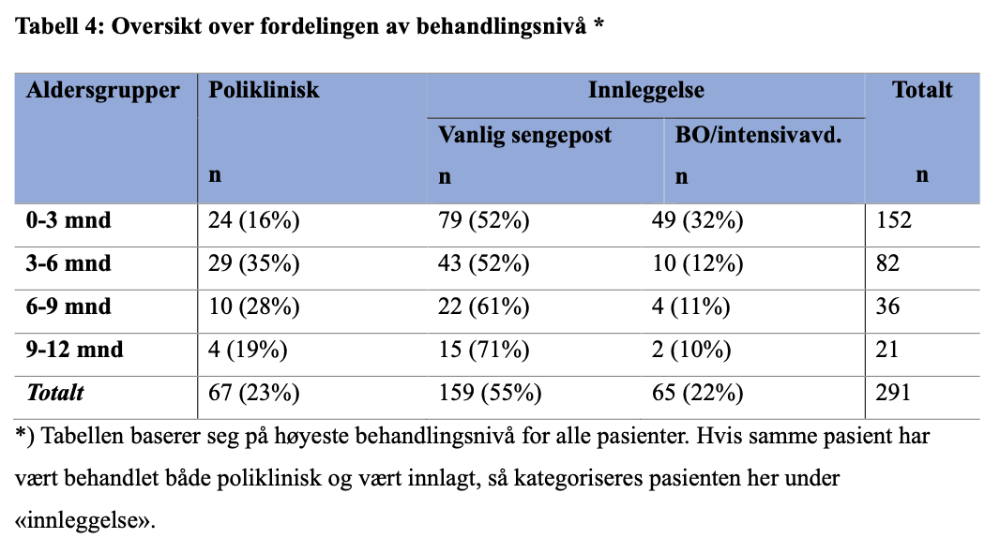 Tabell 4: Oversikt over fordelingen av behandlingsnivå *
Aldersgrupper Poliklinisk Innleggelse Totalt
Vanlig sengepost BO/intensivavd.
n n n n
0-3 mnd 24 (16%) 79 (52%) 49 (32%) 152
3-6 mnd 29 (35%) 43 (52%) 10 (12%) 82
6-9 mnd 10 (28%) 22 (61%) 4 (11%) 36
9-12 mnd 4 (19%) 15 (71%) 2 (10%) 21
Totalt 67 (23%) 159 (55%) 65 (22%) 291
*) Tabellen baserer seg på høyeste behandlingsnivå for alle pasienter. Hvis samme pasient har
vært behandlet både poliklinisk og vært innlagt, så kategoriseres pasienten her under
«innleggelse».